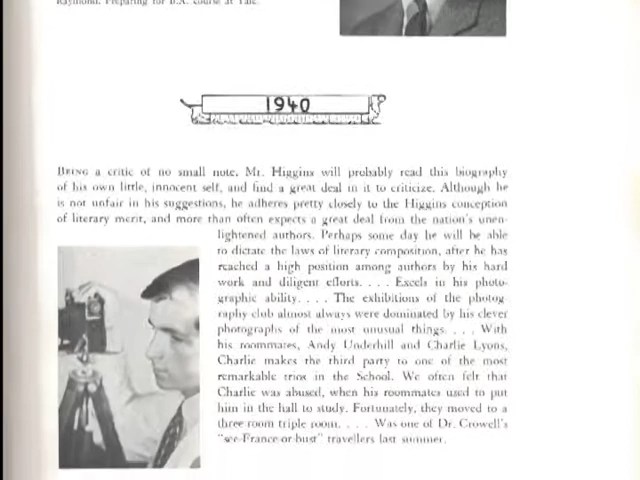 Raymond. Preparing for B.A. course at Yale.
1940
BEING a critic of no small note, Mr. Higgins will probably read this biography
of his own little, innocent self, and find a great deal in it to criticize. Although he
is not unfair in his suggestions, he adheres pretty closely to the Higgins conception
of literary merit, and more than often expects a great deal from the nation's unen-
lightened authors. Perhaps some day he will be able
to dictate the laws of literary composition, after he has
reached a high position among authors by his hard
work and diligent efforts. . . . Excels in his photo-
graphic ability. . . . The exhibitions of the photog-
raphy club almost always were dominated by his clever
photographs of the most unusual things. . . . With
his roommates, Andy Underhill and Charlie Lyons,
Charlie makes the third party to one of the most
remarkable trios in the School. We often felt that
Charlie was abused, when his roommates used to put
him in the hall to study. Fortunately, they moved to a
three room triple room. . . . Was one of Dr. Crowell's
"see-France-or-bust" travellers last summer.